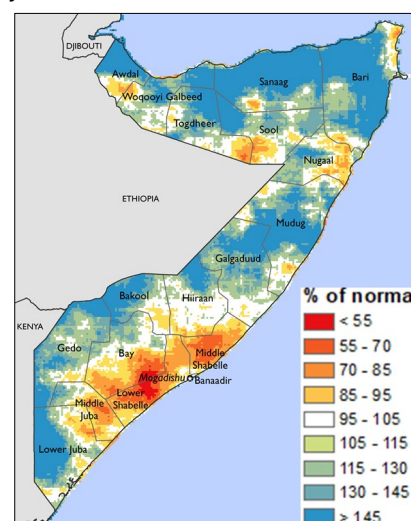 DJIBOUTI
Awdal
Woqooyi Galbeed
Togdheer
Sanaag
Bari
Sool
Nugaal
ETHIOPIA
Mudug
Galgaduud
Bakool
Hiiraan
KENYA
Gedo
Bay
Middle
Shabelle
Mogadishu
Banaadir
Lower
Shabelle
Middle
Juba
Lower Juba
% of norma
< 55
55 - 70
70 - 85
85 - 95
95 - 105
105 - 115
115 - 130
130 - 145
> 145